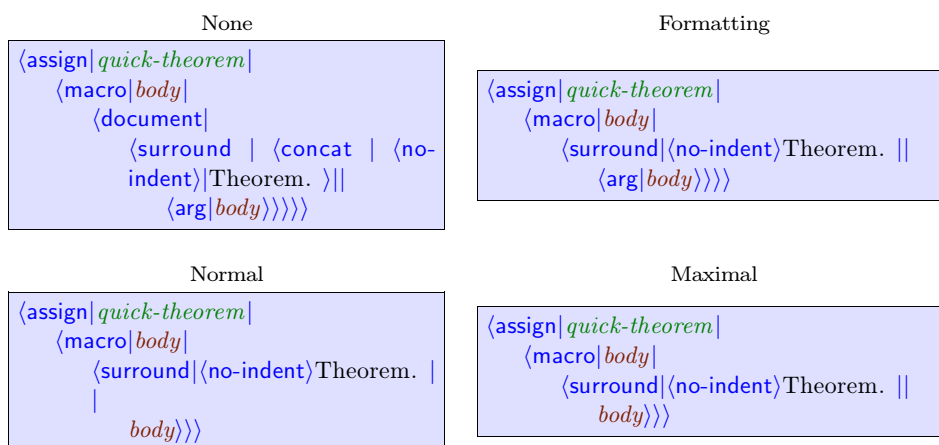 None
⟨assign|quick-theorem|
⟨macro|body|
⟨document|
⟨surround | ⟨concat | ⟨no-
indent⟩|Theorem. ⟩||
⟨arg|body⟩⟩⟩⟩⟩
Formatting
⟨assign|quick-theorem|
⟨macro|body|
⟨surround|⟨no-indent⟩Theorem. ||
⟨arg|body⟩⟩⟩⟩
Normal
⟨assign|quick-theorem|
⟨macro|body|
⟨surround|⟨no-indent⟩Theorem. |
|
body⟩⟩⟩
Maximal
⟨assign|quick-theorem|
⟨macro|body|
⟨surround|⟨no-indent⟩Theorem. ||
body⟩⟩⟩